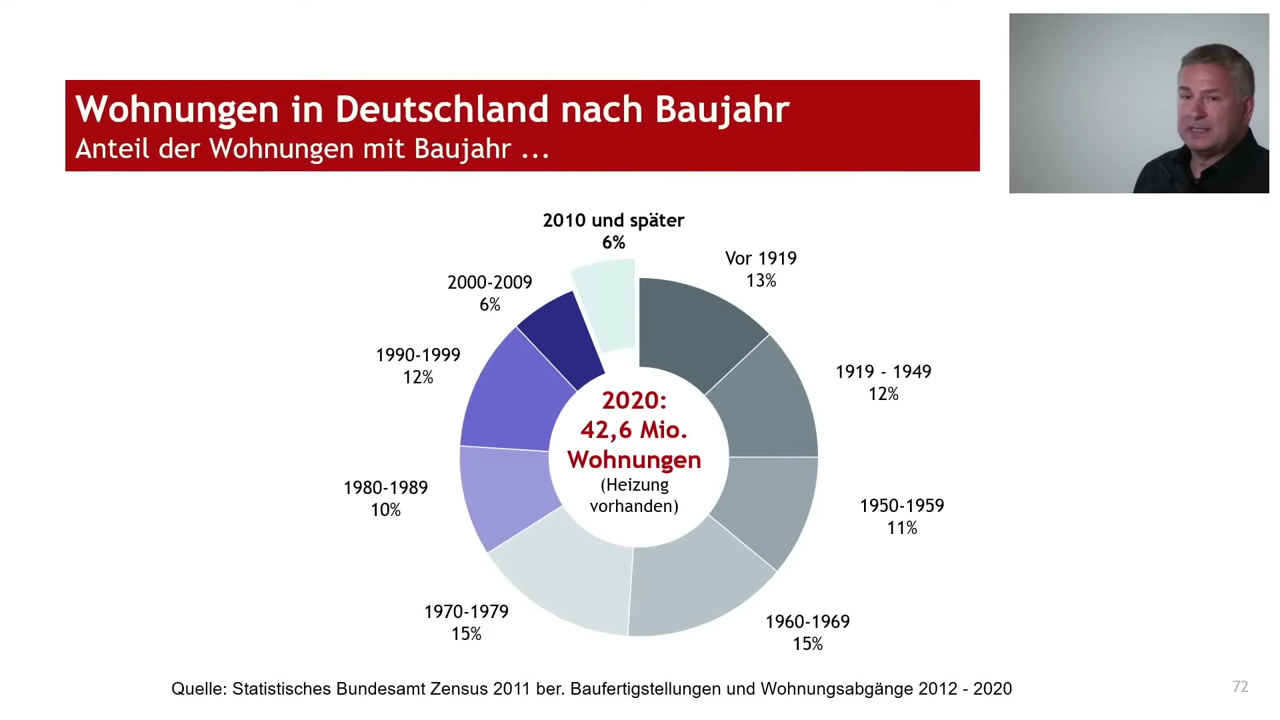 Wohnungen in Deutschland nach Baujahr
Anteil der Wohnungen mit Baujahr ...
2010 und später
6%
Vor 1919
13%
2000-2009
6%
1990-1999
12%
1919 - 1949
12%
2020:
42,6 Mio.
Wohnungen
(Heizung
vorhanden)
1980-1989
10%
1950-1959
11%
1970-1979
15%
1960-1969
15%
Quelle: Statistisches Bundesamt Zensus 2011 ber. Baufertigstellungen und Wohnungsabgänge 2012 - 2020
72